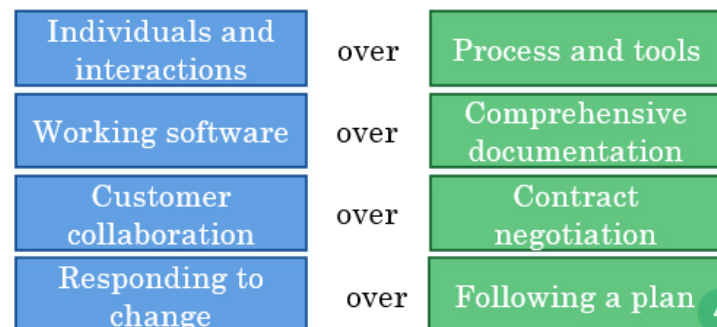 Individuals and
interactions
over
Process and tools
Working software
over
Comprehensive
documentation
Customer
collaboration
over
Contract
negotiation
Responding to
change
over
Following a plan